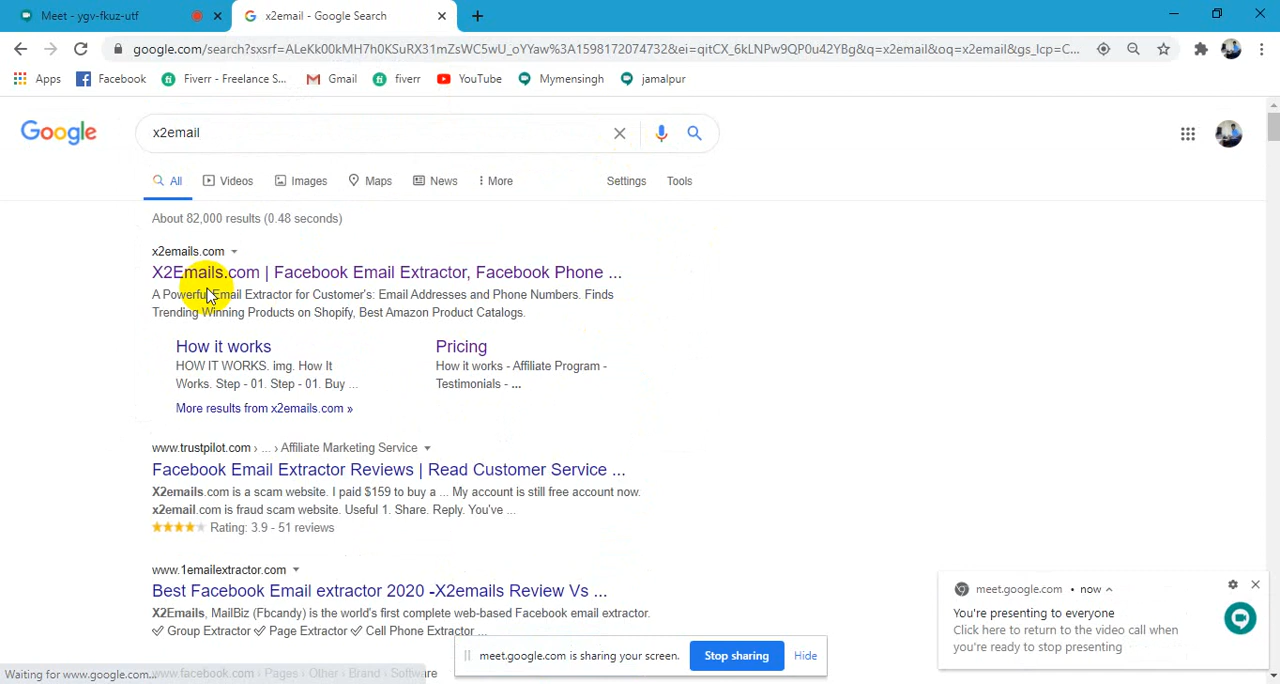 Meet - ygv-fkuz-utf
x2email - Google Search
google.com/search?sxsrf=ALeKk00kMH7h0KSuRX31mZsWC5wU_oYYaw%3A1598172074732&ei=qitCX_6kLNPw9QP0u42YBg&q=x2email&oq=x2email&gs_lcp=C...
Apps Facebook Fiverr - Freelance S... Gmail fiverr YouTube Mymensingh jamalpur
Google
x2email
All Videos Images Maps News More Settings Tools
About 82,000 results (0.48 seconds)
x2emails.com
X2Emails.com | Facebook Email Extractor, Facebook Phone ...
A Powerful Email Extractor for Customer's: Email Addresses and Phone Numbers. Finds
Trending Winning Products on Shopify, Best Amazon Product Catalogs.
How it works
HOW IT WORKS. img. How It
Works. Step - 01. Step - 01. Buy ...
Pricing
How it works - Affiliate Program -
Testimonials - ...
More results from x2emails.com »
www.trustpilot.com › ... › Affiliate Marketing Service
Facebook Email Extractor Reviews | Read Customer Service ...
X2emails.com is a scam website. I paid $159 to buy a ... My account is still free account now.
x2email.com is fraud scam website. Useful 1. Share. Reply. You've ...
Rating: 3.9 - 51 reviews
www.1emailextractor.com
Best Facebook Email extractor 2020 -X2emails Review Vs ...
X2Emails, MailBiz (Fbcandy) is the world's first complete web-based Facebook email extractor.
✓ Group Extractor ✓ Page Extractor ✓ Cell Phone Extractor ...
www.facebook.com › Pages › Other › Brand › Software
Waiting for www.google.com...
meet.google.com is sharing your screen. Stop sharing Hide
meet.google.com • now
You're presenting to everyone
Click here to return to the video call when
you're ready to stop presenting